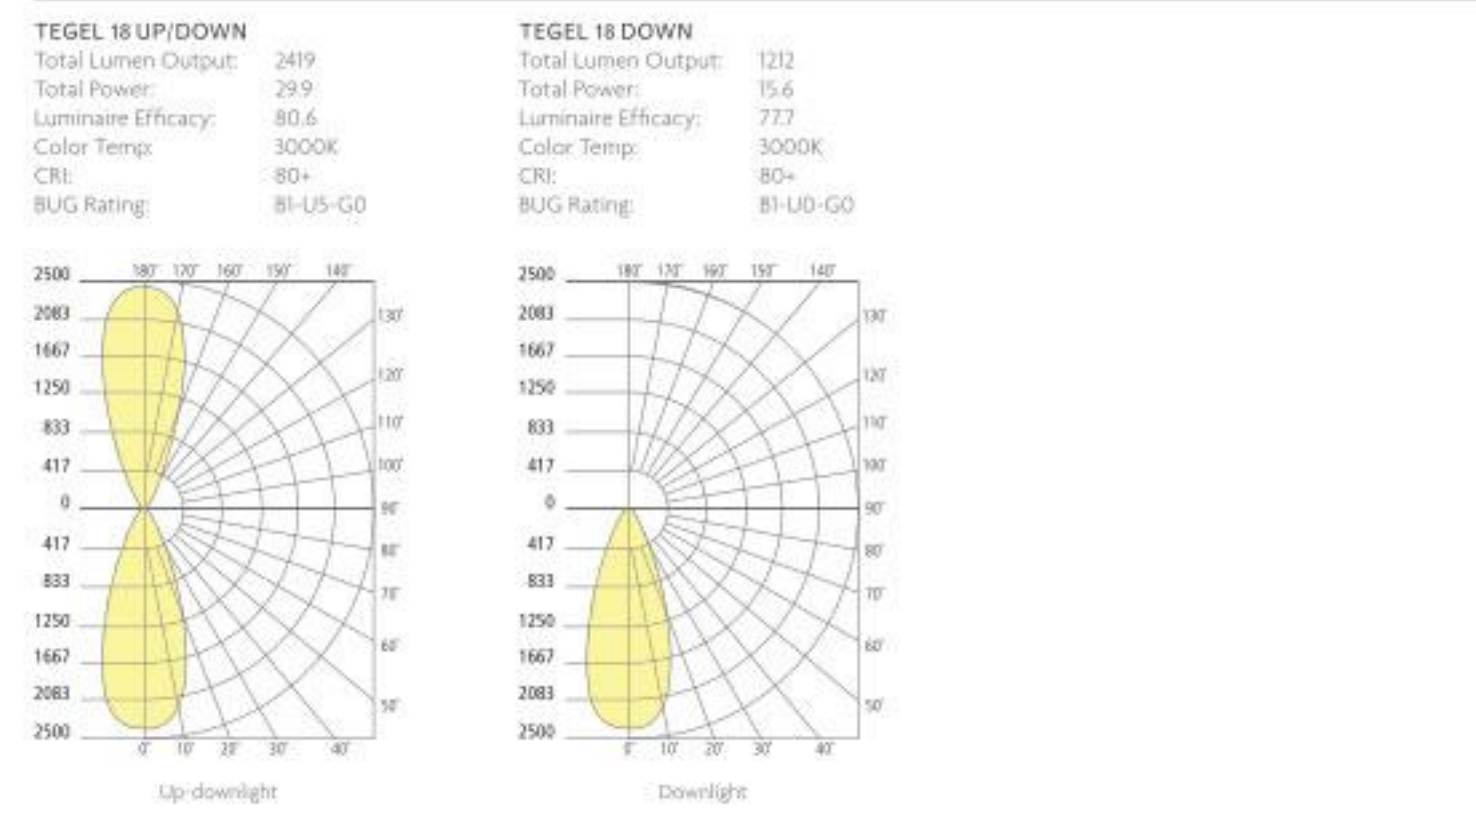 TEGEL 18 UP/DOWN
Total Lumen Output: 2419
Total Power: 29.9
Luminaire Efficacy: 80.6
Color Temp: 3000K
CRI: 80+
BUG Rating: B1-U5-G0
TEGEL 18 DOWN
Total Lumen Output: 1212
Total Power: 15.6
Luminaire Efficacy: 77.7
Color Temp: 3000K
CRI: 80+
BUG Rating: B1-U0-G0
180° 170° 160° 150° 140°
2500
2083
1667
1250
833
417
0
417
833
1250
1667
2083
2500
130°
120°
110°
100°
90°
80°
70°
60°
50°
0° 10° 20° 30° 40°
Up-downlight
180° 170° 160° 150° 140°
2500
2083
1667
1250
833
417
0
417
833
1250
1667
2083
2500
130°
120°
110°
100°
90°
80°
70°
60°
50°
0° 10° 20° 30° 40°
Downlight